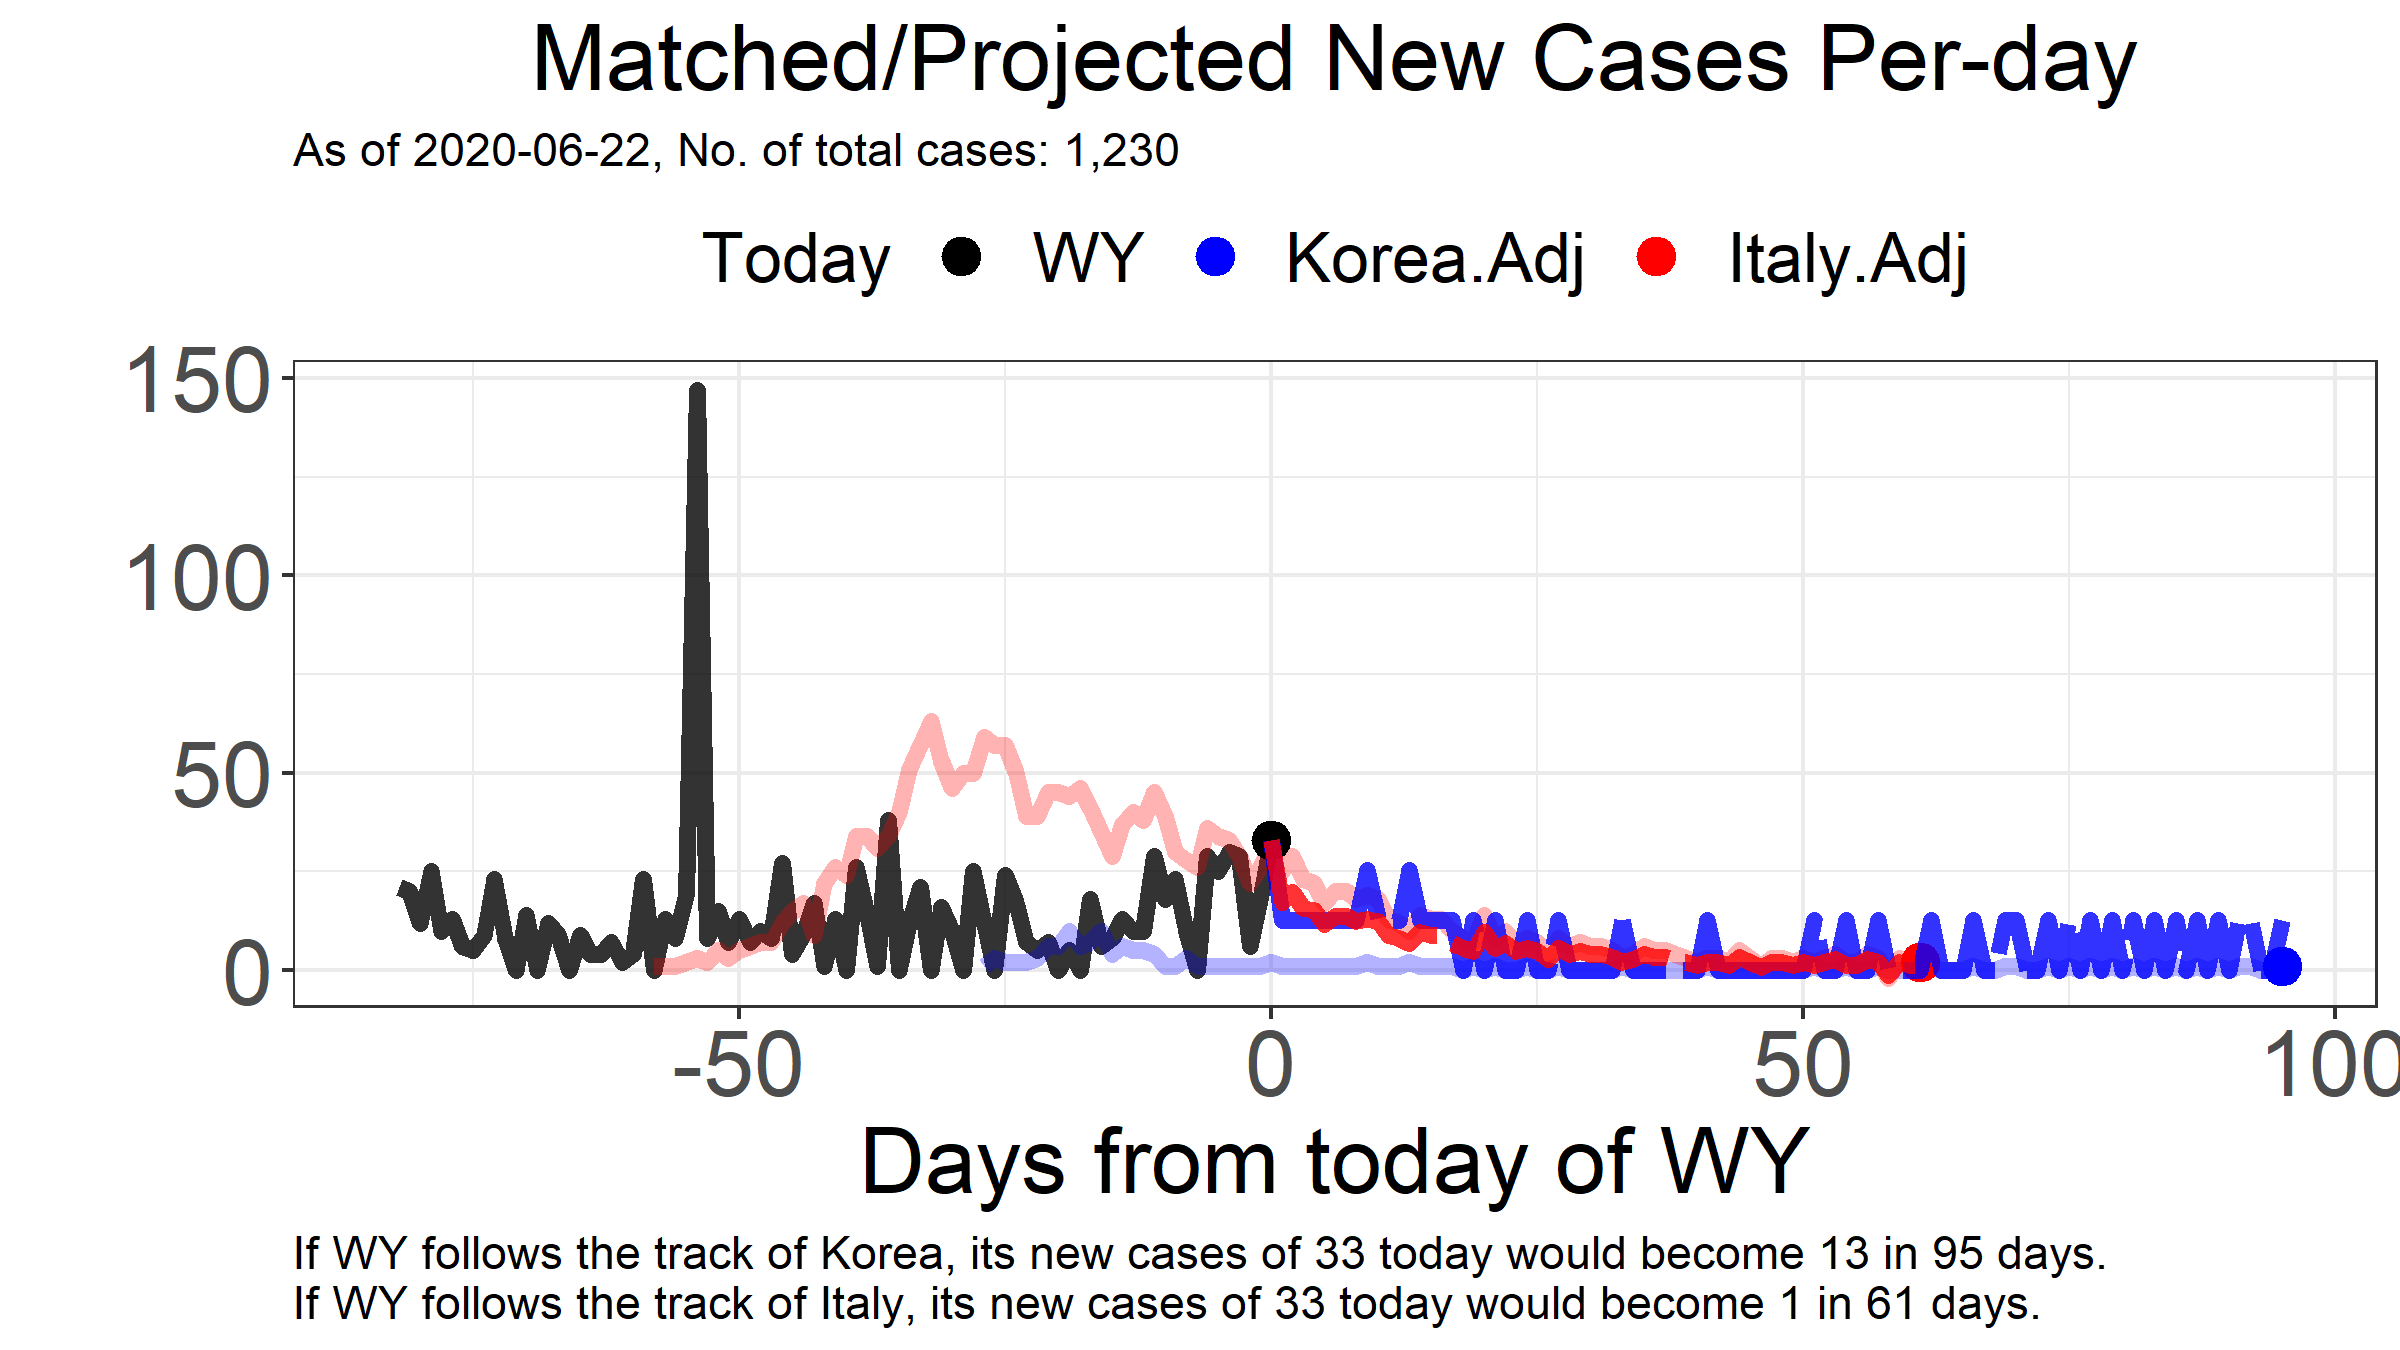 Matched/Projected New Cases Per-day
As of 2020-06-22, No. of total cases: 1,230
Today WY Korea.Adj Italy.Adj
150
100
50
0
-50 0 50 100
Days from today of WY
If WY follows the track of Korea, its new cases of 33 today would become 13 in 95 days.
If WY follows the track of Italy, its new cases of 33 today would become 1 in 61 days.